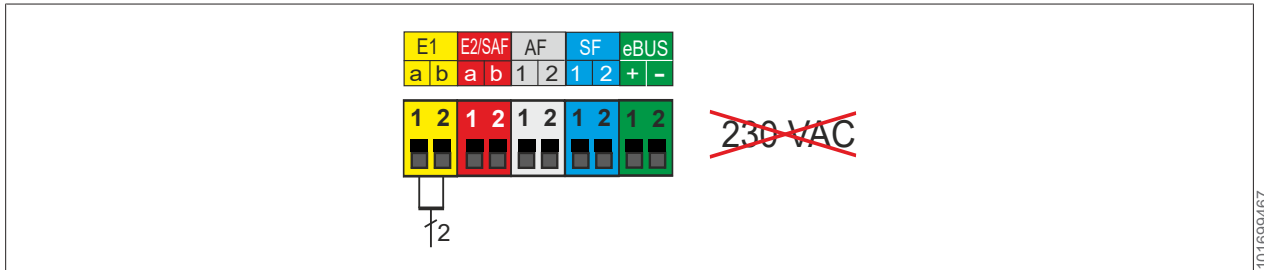 E1 E2/SAF AF SF eBUS
a b a b 1 2 1 2 + -
1 2 1 2 1 2 1 2 1 2
230 VAC
2
101699467